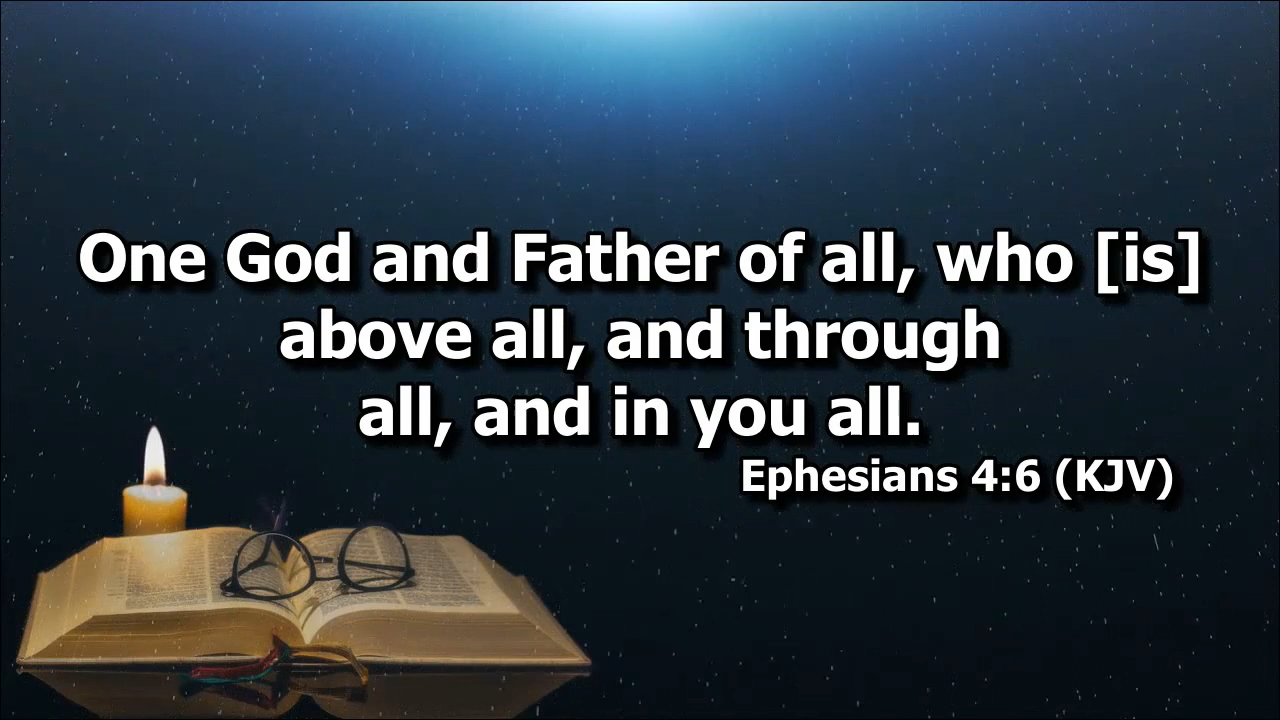 One God and Father of all, who [is]
above all, and through
all, and in you all.
Ephesians 4:6 (KJV)